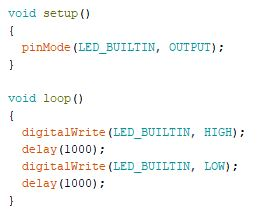 void setup()
{
  pinMode(LED_BUILTIN, OUTPUT);
}

void loop()
{
  digitalWrite(LED_BUILTIN, HIGH);
  delay(1000);
  digitalWrite(LED_BUILTIN, LOW);
  delay(1000);
}